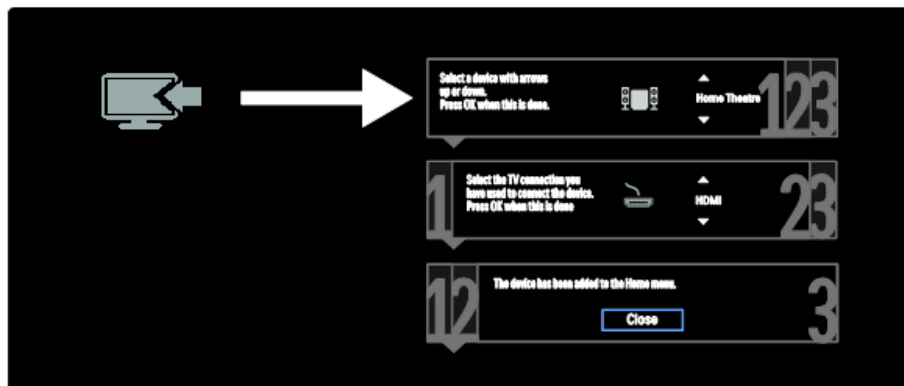 Select a device with arrows
up or down.
Press OK when this is done.
Home Theatre
123
1
Select the TV connection you
have used to connect the device.
Press OK when this is done
HDMI
23
12
The device has been added to the Home menu.
Close
3